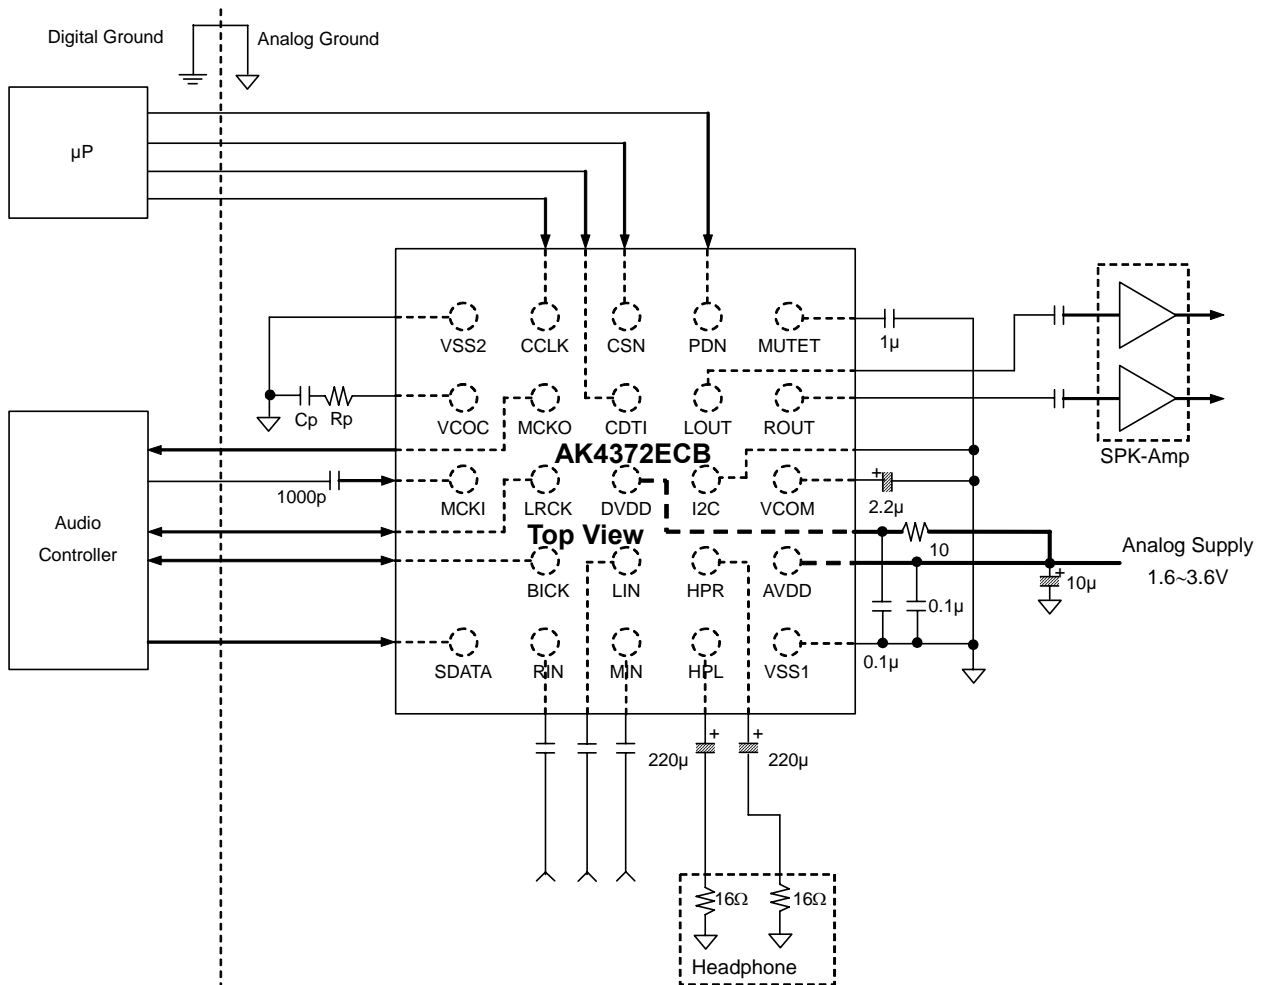 Digital Ground
Analog Ground
µP
VSS2
CCLK
CSN
PDN
MUTET
1µ
Cp
Rp
VCOC
MCKO
CDTI
LOUT
ROUT
SPK-Amp
AK4372ECB
1000p
MCKI
LRCK
DVDD
I2C
VCOM
+
2.2µ
Audio
Controller
Top View
10
Analog Supply
1.6~3.6V
BICK
LIN
HPR
AVDD
0.1µ
+
10µ
SDATA
RIN
MIN
HPL
VSS1
0.1µ
+
220µ
+
220µ
16Ω
16Ω
Headphone